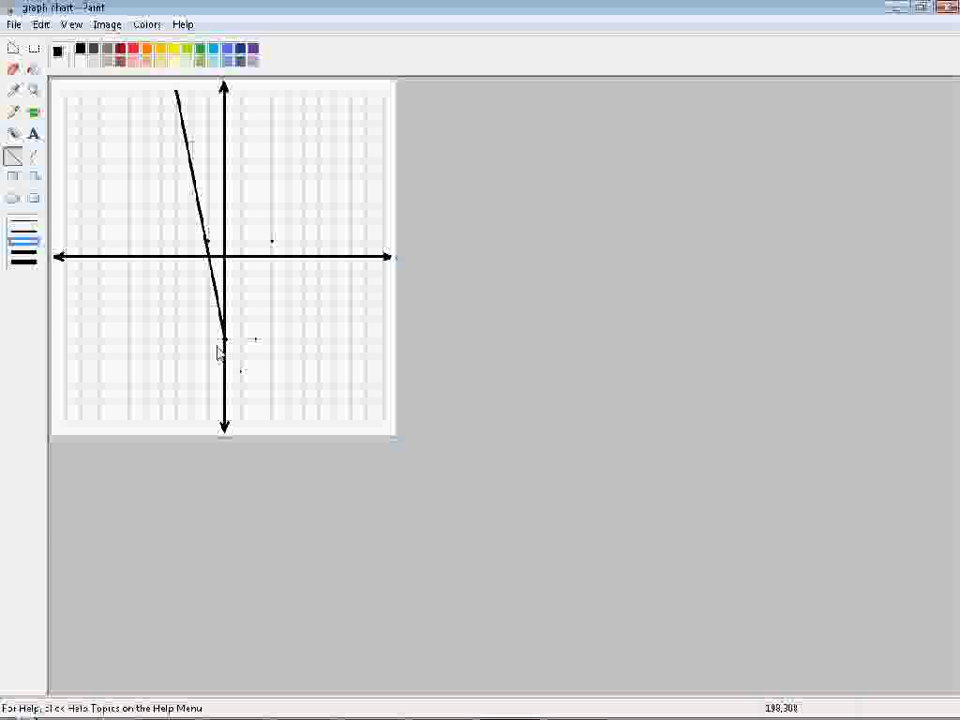 graph chart - Paint
File Edit View Image Colors Help
A
For Help, click Help Topics on the Help Menu
198,308